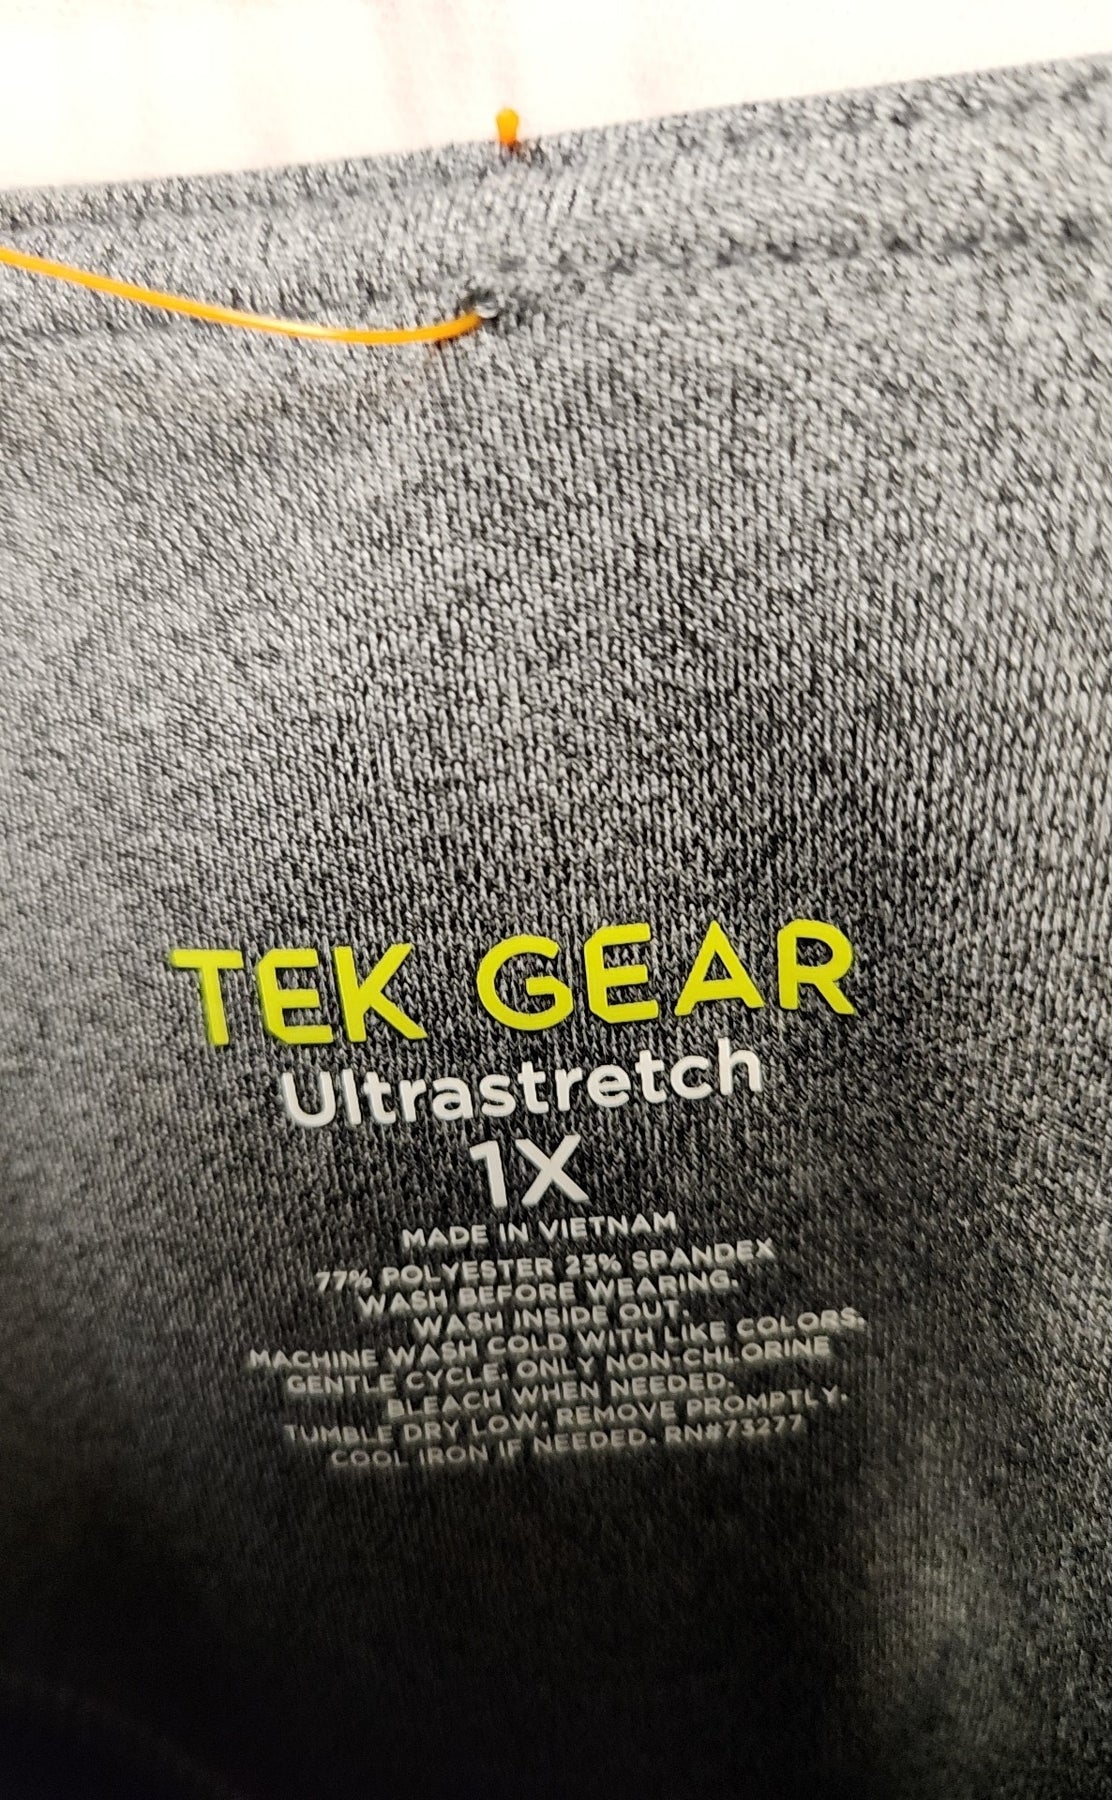 TEK GEAR
Ultrastretch
1X
MADE IN VIETNAM
77% POLYESTER 23% SPANDEX
WASH BEFORE WEARING.
WASH INSIDE OUT.
MACHINE WASH COLD WITH LIKE COLORS.
GENTLE CYCLE. ONLY NON-CHLORINE
BLEACH WHEN NEEDED.
TUMBLE DRY LOW. REMOVE PROMPTLY.
COOL IRON IF NEEDED. RN#73277